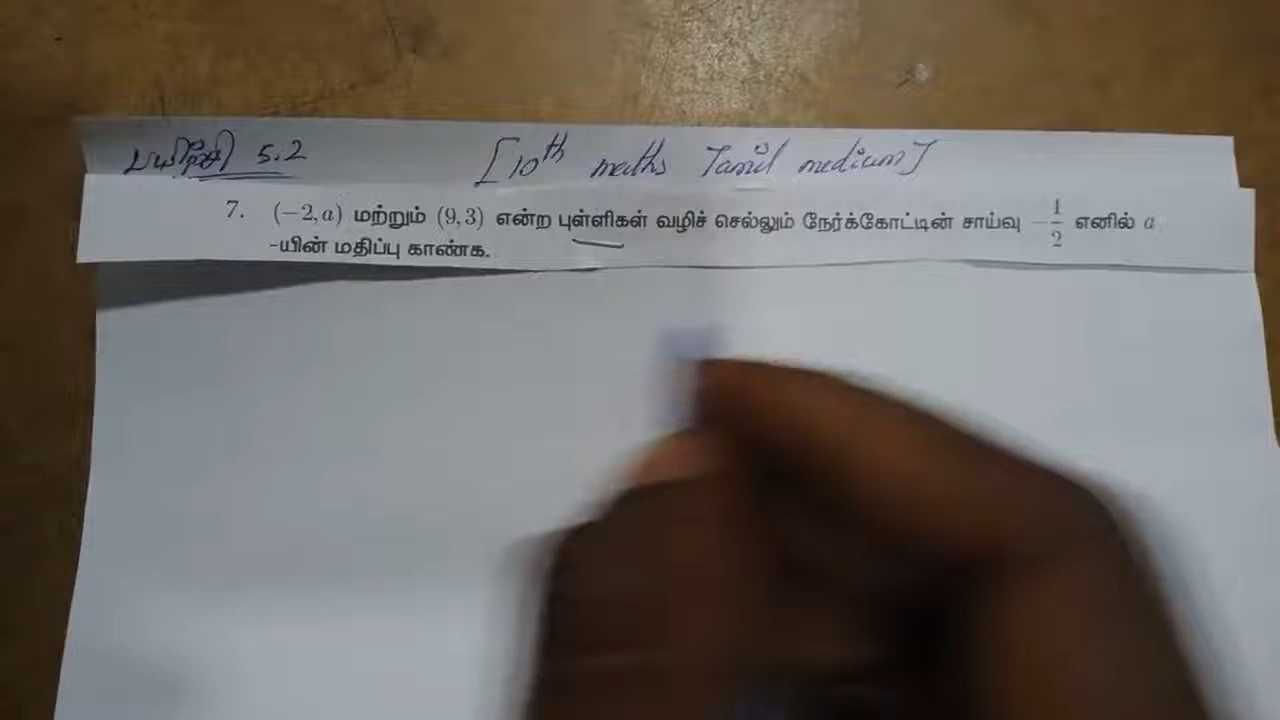 பயிற்சி 5.2 [10th maths Tamil medium]
7. (−2, a) மற்றும் (9, 3) என்ற புள்ளிகள் வழிச் செல்லும் நேர்க்கோட்டின் சாய்வு −1/2 எனில் a
-யின் மதிப்பு காண்க.